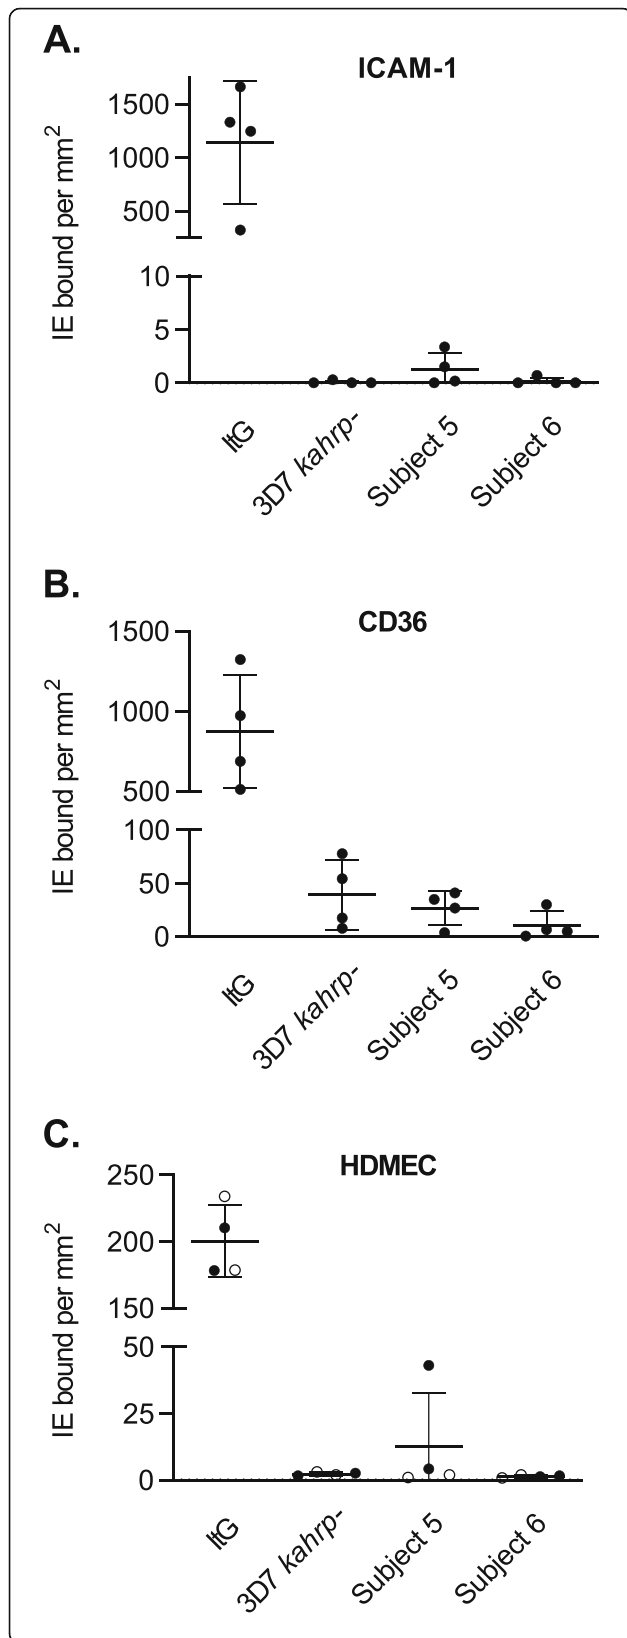 A.
ICAM-1
IE bound per mm²
1500
1000
500
10
5
0
ItG
3D7 kahrp-
Subject 5
Subject 6
B.
CD36
IE bound per mm²
1500
1000
500
100
50
0
ItG
3D7 kahrp-
Subject 5
Subject 6
C.
HDMEC
IE bound per mm²
250
200
150
50
25
0
ItG
3D7 kahrp-
Subject 5
Subject 6